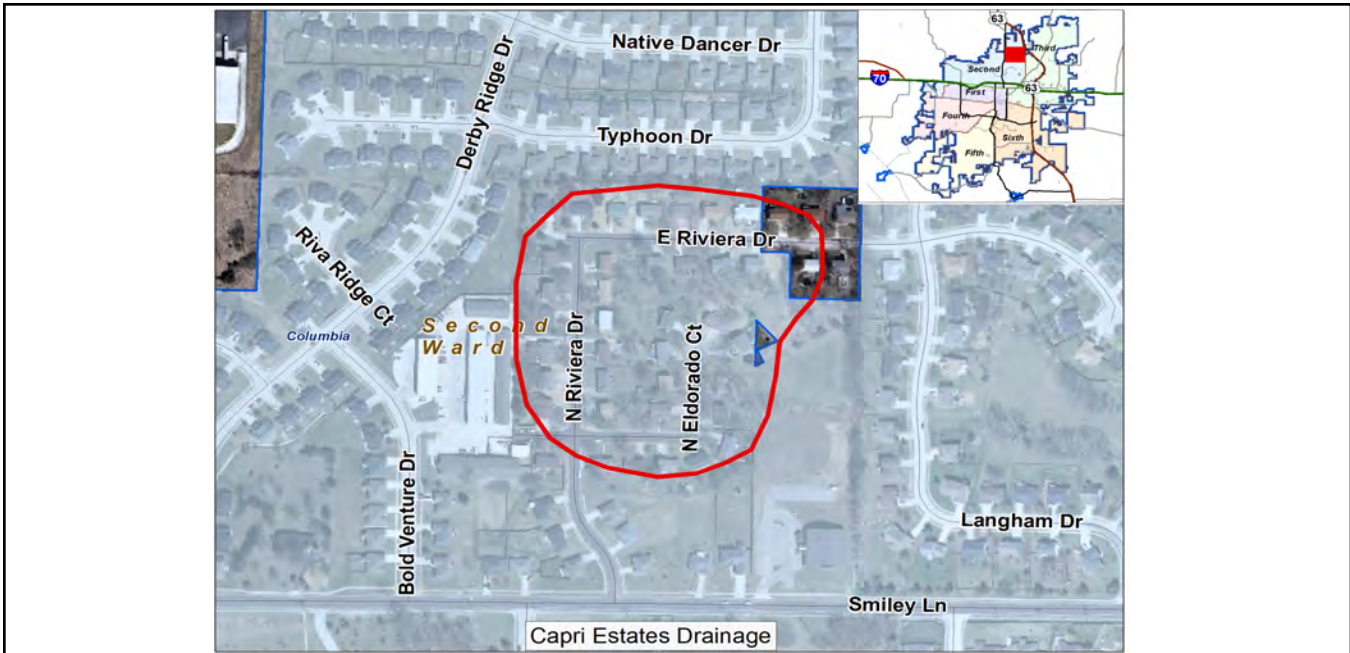 Native Dancer Dr
Derby Ridge Dr
Typhoon Dr
E Riviera Dr
Riva Ridge Ct
Columbia
Second
Ward
N Riviera Dr
N Eldorado Ct
Bold Venture Dr
Langham Dr
Smiley Ln
Capri Estates Drainage
63
Third
Second
70
63
First
Fourth
Sixth
Fifth